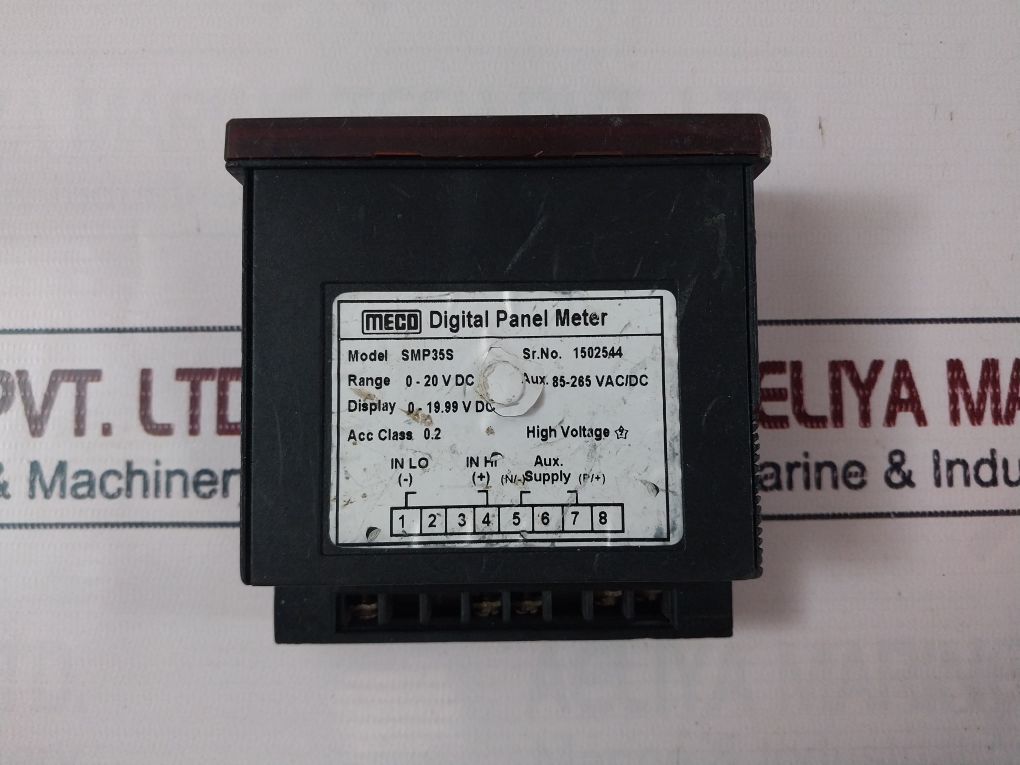 MECO Digital Panel Meter
Model SMP35S Sr.No. 1502544
Range 0 - 20 V DC Aux. 85-265 VAC/DC
Display 0 - 19.99 V DC
Acc Class 0.2 High Voltage
IN LO IN HI Aux.
(-) (+) (N/-) Supply (P/+)
1 2 3 4 5 6 7 8
PVT. LTD ELIYA MA
& Machiner arine & Indu